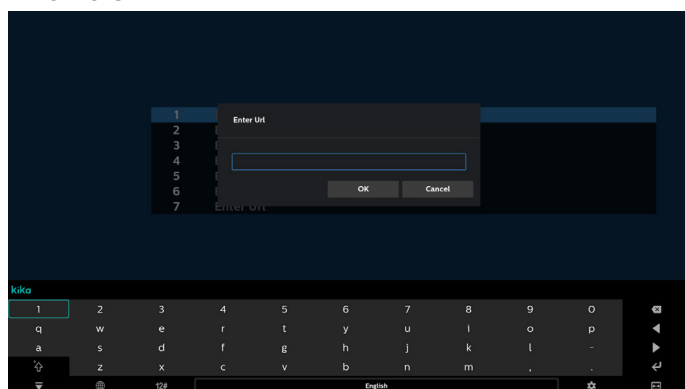 1
Enter Url
2
3
4
5
6
OK
Cancel
7
Enter Url
kika
1 2 3 4 5 6 7 8 9 0
q w e r t y u i o p
a s d f g h j k l -
z x c v b n m , .
12#
English